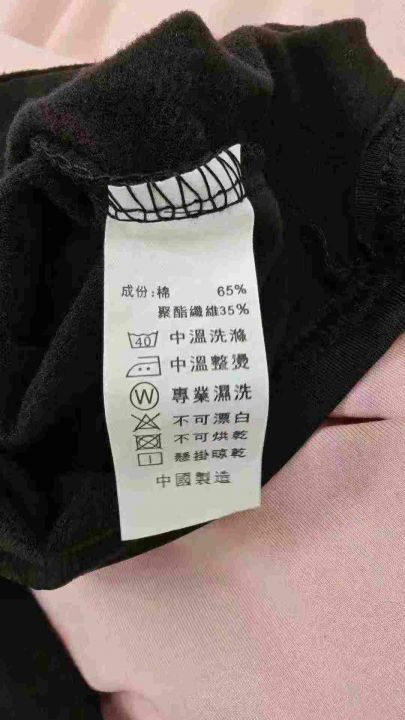 成份:棉 65%
聚酯纖維35%
40 中溫洗滌
中溫整燙
W 專業濕洗
不可漂白
不可烘乾
懸掛晾乾
中國製造